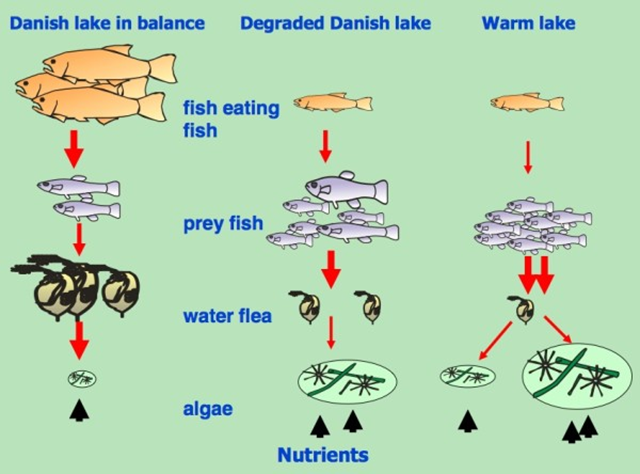 Danish lake in balance
Degraded Danish lake
Warm lake
fish eating
fish
prey fish
water flea
algae
Nutrients